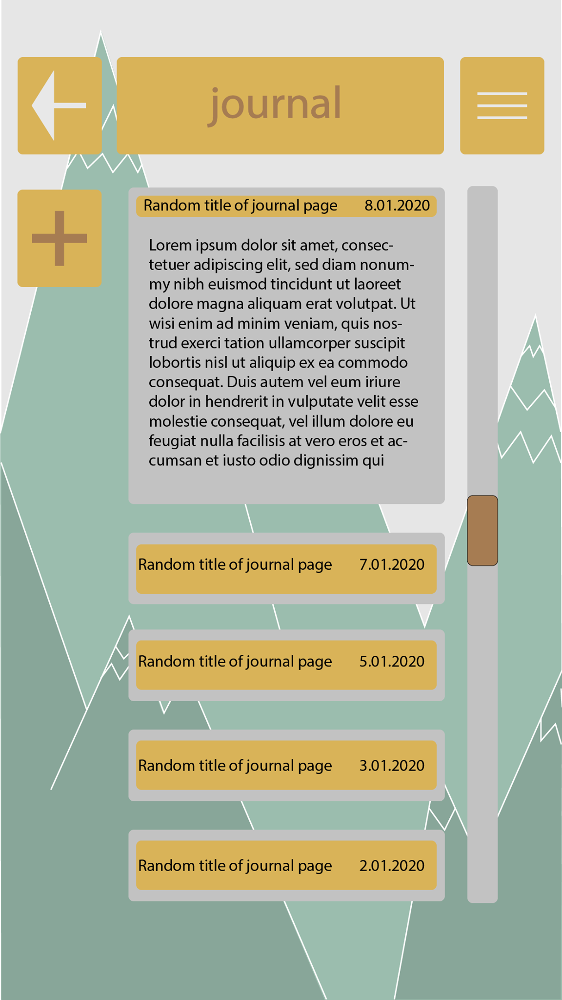 journal
Random title of journal page 8.01.2020
Lorem ipsum dolor sit amet, consec-
tetuer adipiscing elit, sed diam nonum-
my nibh euismod tincidunt ut laoreet
dolore magna aliquam erat volutpat. Ut
wisi enim ad minim veniam, quis nos-
trud exerci tation ullamcorper suscipit
lobortis nisl ut aliquip ex ea commodo
consequat. Duis autem vel eum iriure
dolor in hendrerit in vulputate velit esse
molestie consequat, vel illum dolore eu
feugiat nulla facilisis at vero eros et ac-
cumsan et iusto odio dignissim qui
Random title of journal page 7.01.2020
Random title of journal page 5.01.2020
Random title of journal page 3.01.2020
Random title of journal page 2.01.2020